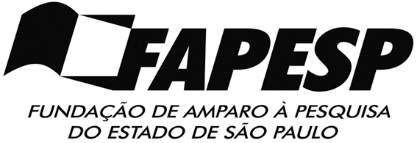 FAPESP
FUNDAÇÃO DE AMPARO À PESQUISA
DO ESTADO DE SÃO PAULO